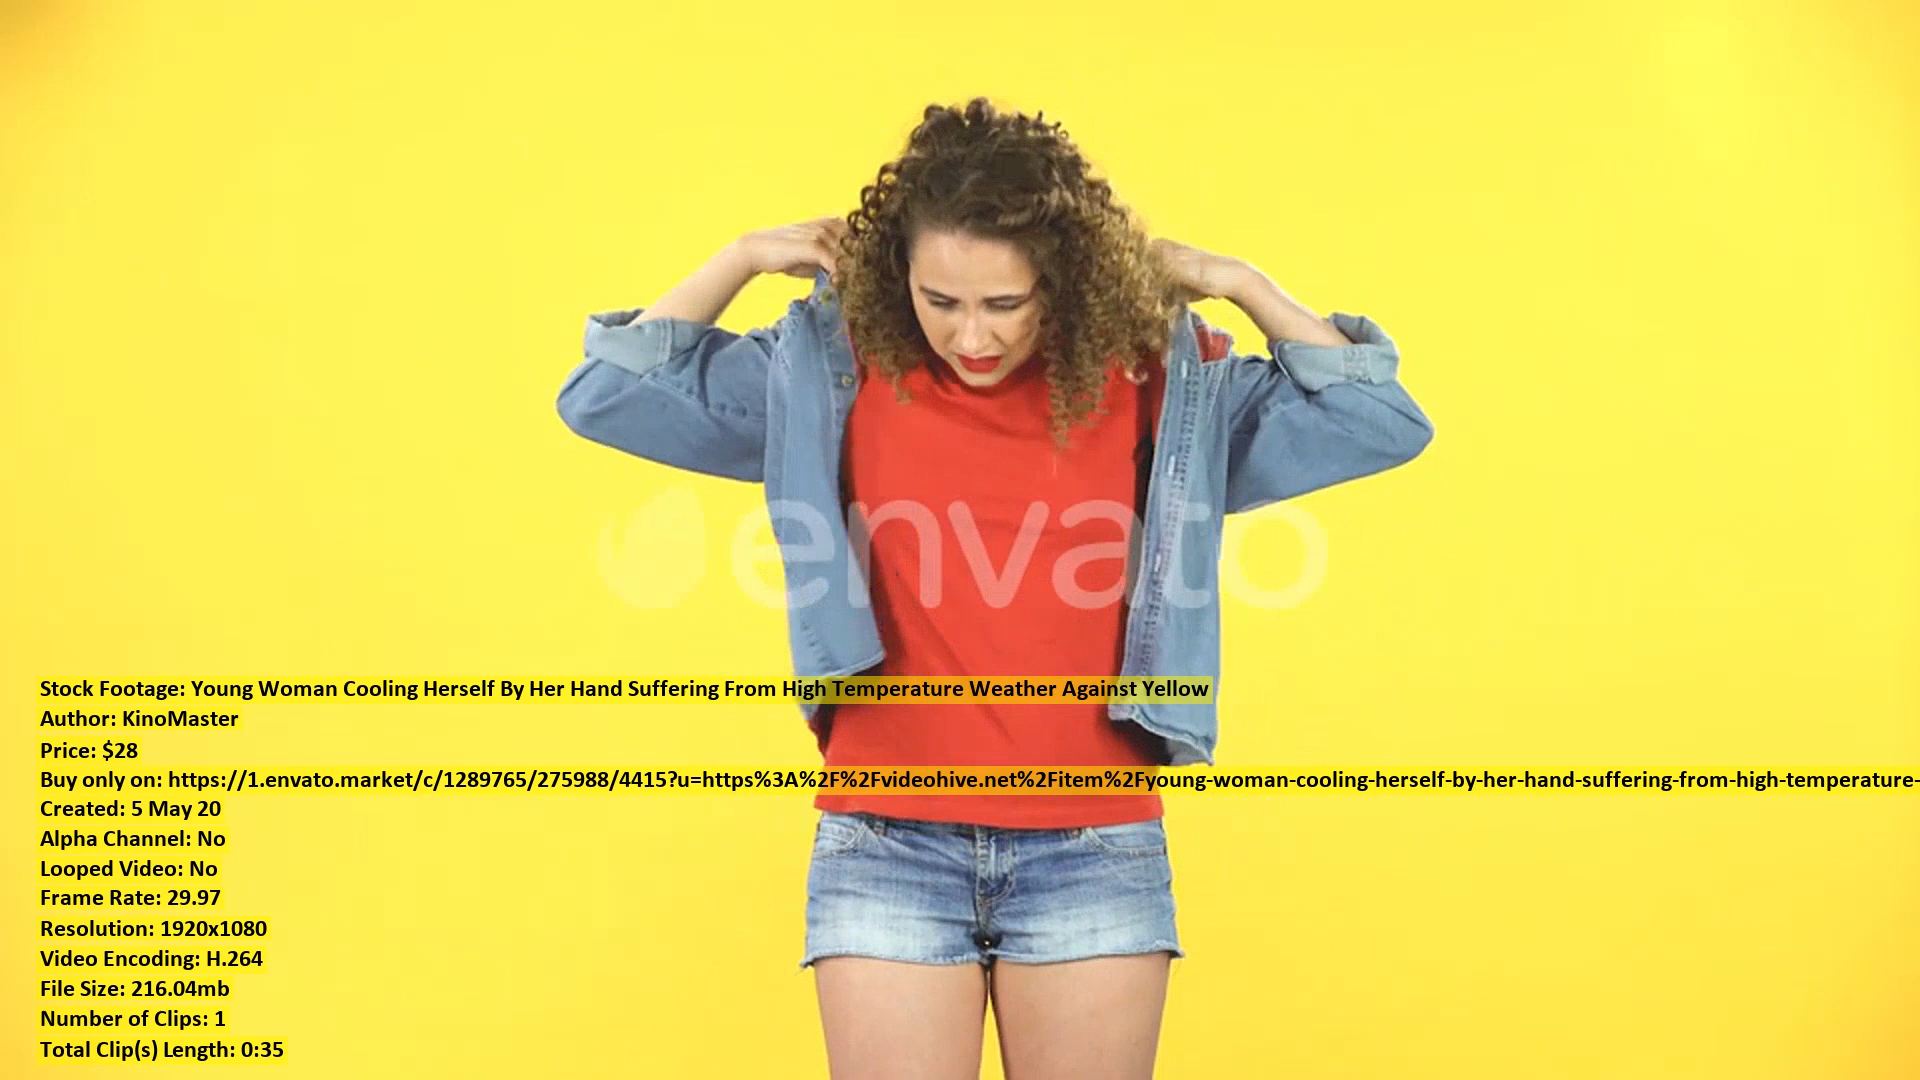 envato
Stock Footage: Young Woman Cooling Herself By Her Hand Suffering From High Temperature Weather Against Yellow
Author: KinoMaster
Price: $28
Buy only on: https://1.envato.market/c/1289765/275988/4415?u=https%3A%2F%2Fvideohive.net%2Fitem%2Fyoung-woman-cooling-herself-by-her-hand-suffering-from-high-temperature-
Created: 5 May 20
Alpha Channel: No
Looped Video: No
Frame Rate: 29.97
Resolution: 1920x1080
Video Encoding: H.264
File Size: 216.04mb
Number of Clips: 1
Total Clip(s) Length: 0:35